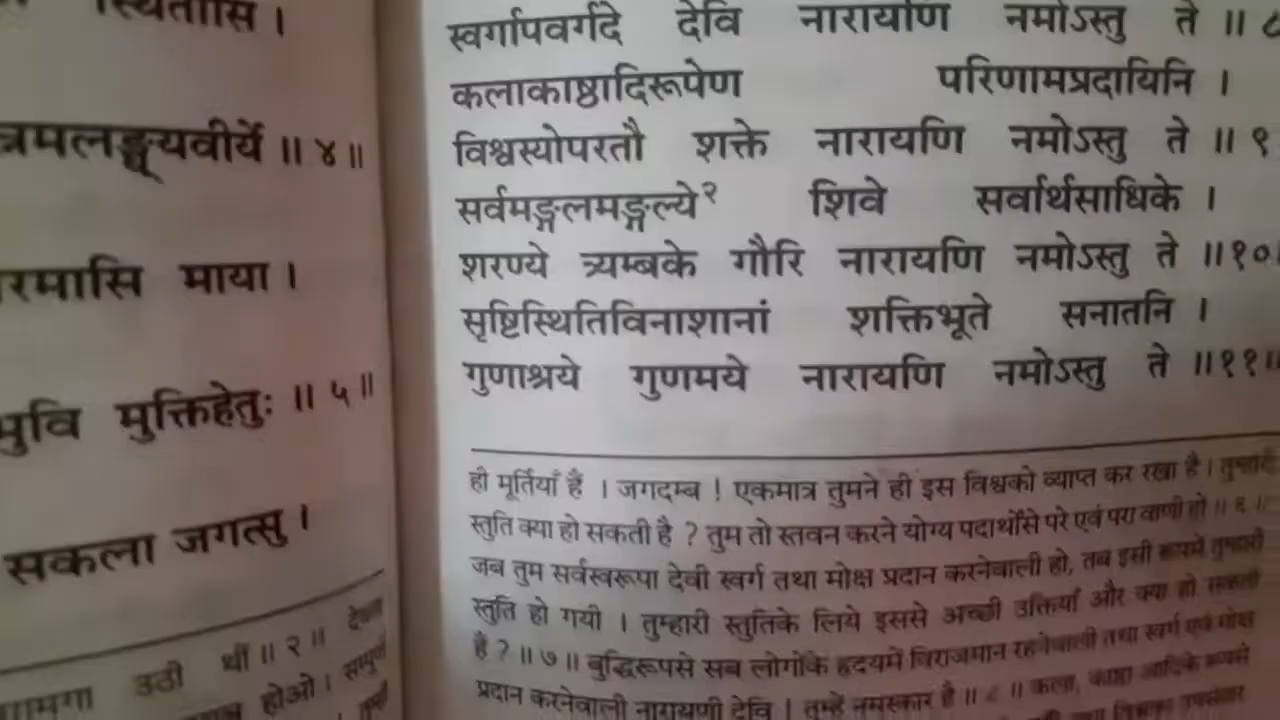 स्थितासि ।
त्रमलङ्घ्यवीर्ये ॥ ४ ॥
रमासि माया ।
भुवि मुक्तिहेतुः ॥ ५ ॥
सकला जगत्सु ।
उठी थीं ॥ २ ॥
होओ ।
स्वर्गापवर्गदे देवि नारायणि नमोऽस्तु ते ॥ ८
कलाकाष्ठादिरूपेण परिणामप्रदायिनि ।
विश्वस्योपरतौ शक्ते नारायणि नमोऽस्तु ते ॥ ९
सर्वमङ्गलमङ्गल्ये२ शिवे सर्वार्थसाधिके ।
शरण्ये त्र्यम्बके गौरि नारायणि नमोऽस्तु ते ॥१०॥
सृष्टिस्थितिविनाशानां शक्तिभूते सनातनि ।
गुणाश्रये गुणमये नारायणि नमोऽस्तु ते ॥११॥
ही मूर्तियाँ हैं । जगदम्ब ! एकमात्र तुमने ही इस विश्वको व्याप्त कर रखा है । तुम्हारी
स्तुति क्या हो सकती है ? तुम तो स्तवन करने योग्य पदार्थोंसे परे एवं परा वाणी हो ॥ ६ ॥
जब तुम सर्वस्वरूपा देवी स्वर्ग तथा मोक्ष प्रदान करनेवाली हो, तब इसी रूपमें तुम्हारी
स्तुति हो गयी । तुम्हारी स्तुतिके लिये इससे अच्छी उक्तियाँ और क्या हो सकती
हैं ? ॥ ७ ॥ बुद्धिरूपसे सब लोगोंके हृदयमें विराजमान रहनेवाली तथा स्वर्ग एवं मोक्ष
प्रदान करनेवाली नारायणी देवि ! तुम्हें नमस्कार है ॥ ८ ॥ कला, काष्ठा आदिके रूपसे